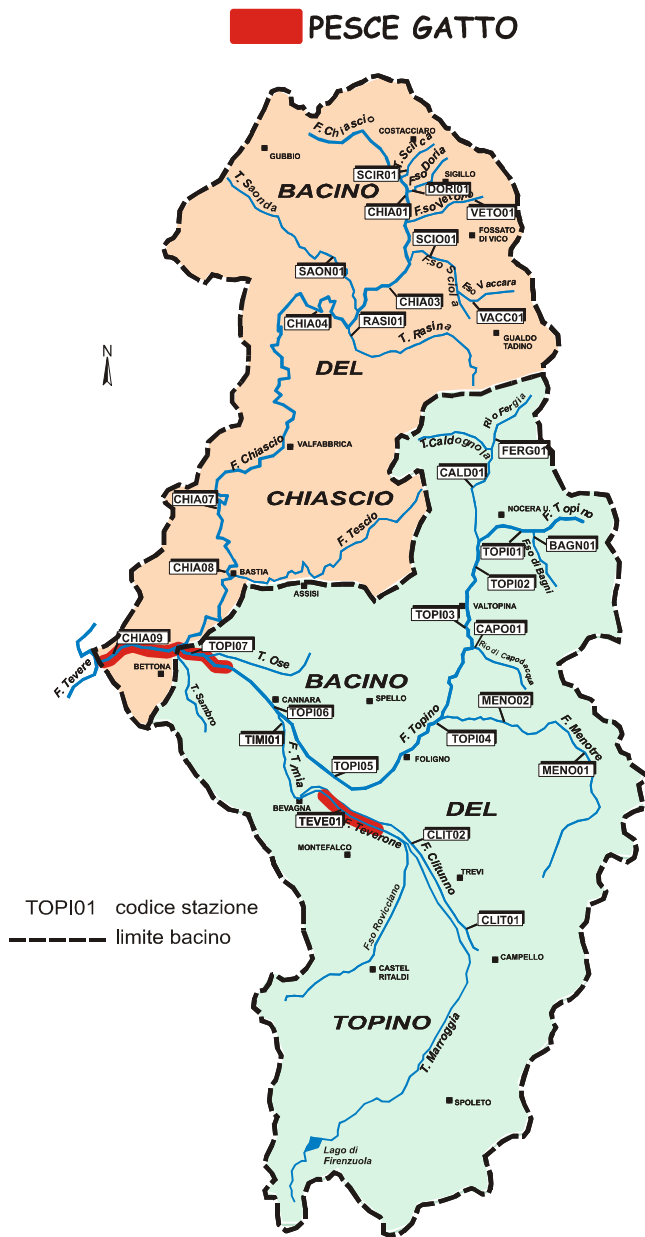 PESCE GATTO
F. Chiascio
COSTACCIARO
GUBBIO
T. Scirca
F.so Doria
SCIR01
SIGILLO
T. Saonda
BACINO
DORI01
F.so Vetorno
CHIA01
VETO01
SCIO01
FOSSATO
DI VICO
SAON01
F.so Sciola
F.so Vaccara
CHIA03
CHIA04
RASI01
VACC01
T. Rasina
GUALDO
TADINO
N
DEL
Rio Fergia
F. Chiascio
VALFABBRICA
T. Caldognola
FERG01
CALD01
CHIA07
CHIASCIO
F. Tescio
NOCERA U.
F. Topino
TOPI01
BAGN01
F.so di Bagni
CHIA08
BASTIA
TOPI02
ASSISI
TOPI03
VALTOPINA
CAPO01
CHIA09
TOPI07
Rio di Capodacqua
F. Tevere
BETTONA
T. Ose
BACINO
T. Sambro
CANNARA
SPELLO
MENO02
TOPI06
F. Topino
F. Menotre
TIMI01
TOPI04
F. Timia
TOPI05
FOLIGNO
MENO01
BEVAGNA
DEL
TEVE01
F. Teverone
CLIT02
MONTEFALCO
F. Clitunno
TREVI
TOPI01 codice stazione
F.so Rovicciano
CLIT01
limite bacino
CAMPELLO
CASTEL
RITALDI
TOPINO
T. Marroggia
SPOLETO
Lago di
Firenzuola